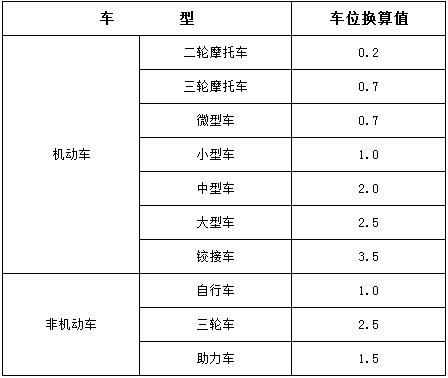 车 型 车位换算值
二轮摩托车 0.2
三轮摩托车 0.7
微型车 0.7
机动车 小型车 1.0
中型车 2.0
大型车 2.5
铰接车 3.5
自行车 1.0
非机动车 三轮车 2.5
助力车 1.5